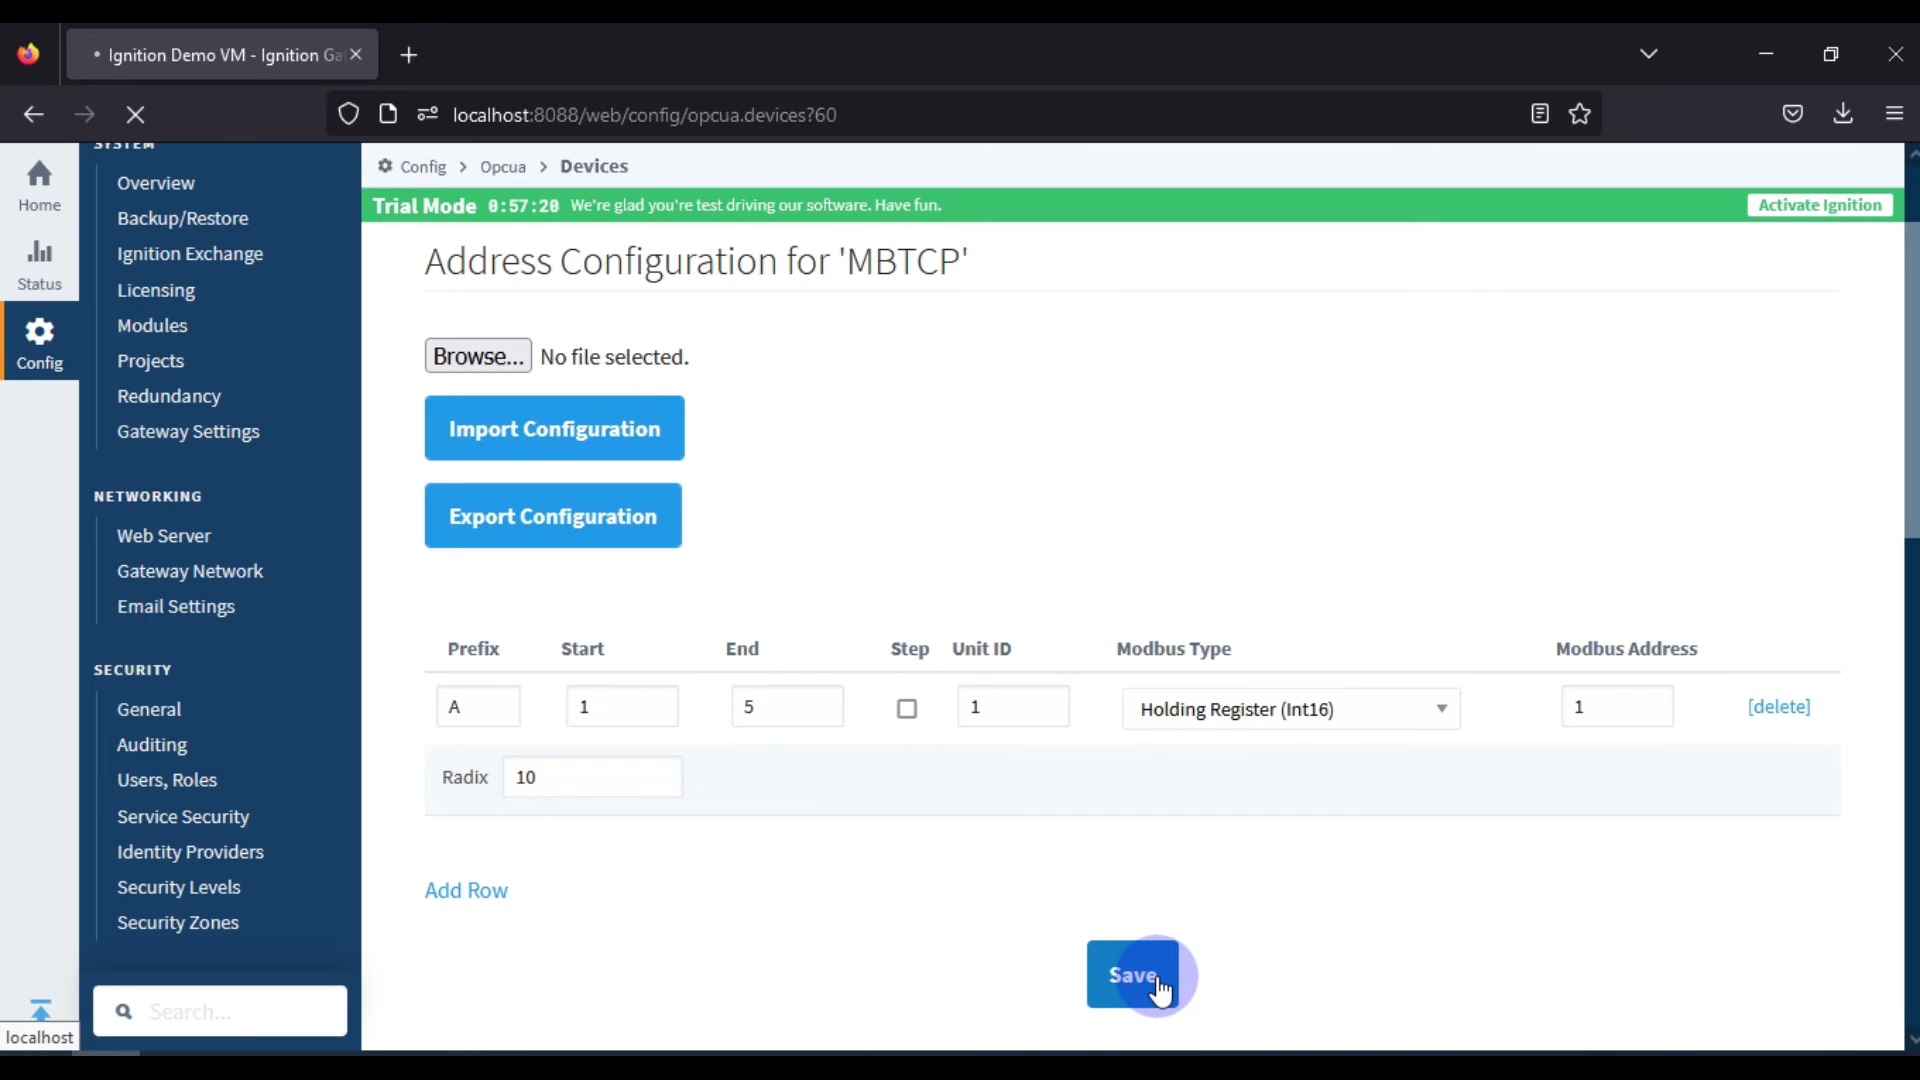 Ignition Demo VM - Ignition Ga
localhost:8088/web/config/opcua.devices?60
Home
Status
Config
SYSTEM
Overview
Backup/Restore
Ignition Exchange
Licensing
Modules
Projects
Redundancy
Gateway Settings
NETWORKING
Web Server
Gateway Network
Email Settings
SECURITY
General
Auditing
Users, Roles
Service Security
Identity Providers
Security Levels
Security Zones
Search...
localhost
Config > Opcua > Devices
Trial Mode 0:57:20 We're glad you're test driving our software. Have fun.
Activate Ignition
Address Configuration for 'MBTCP'
Browse... No file selected.
Import Configuration
Export Configuration
Prefix Start End Step Unit ID Modbus Type Modbus Address
A 1 5 1 Holding Register (Int16) 1 [delete]
Radix 10
Add Row
Save